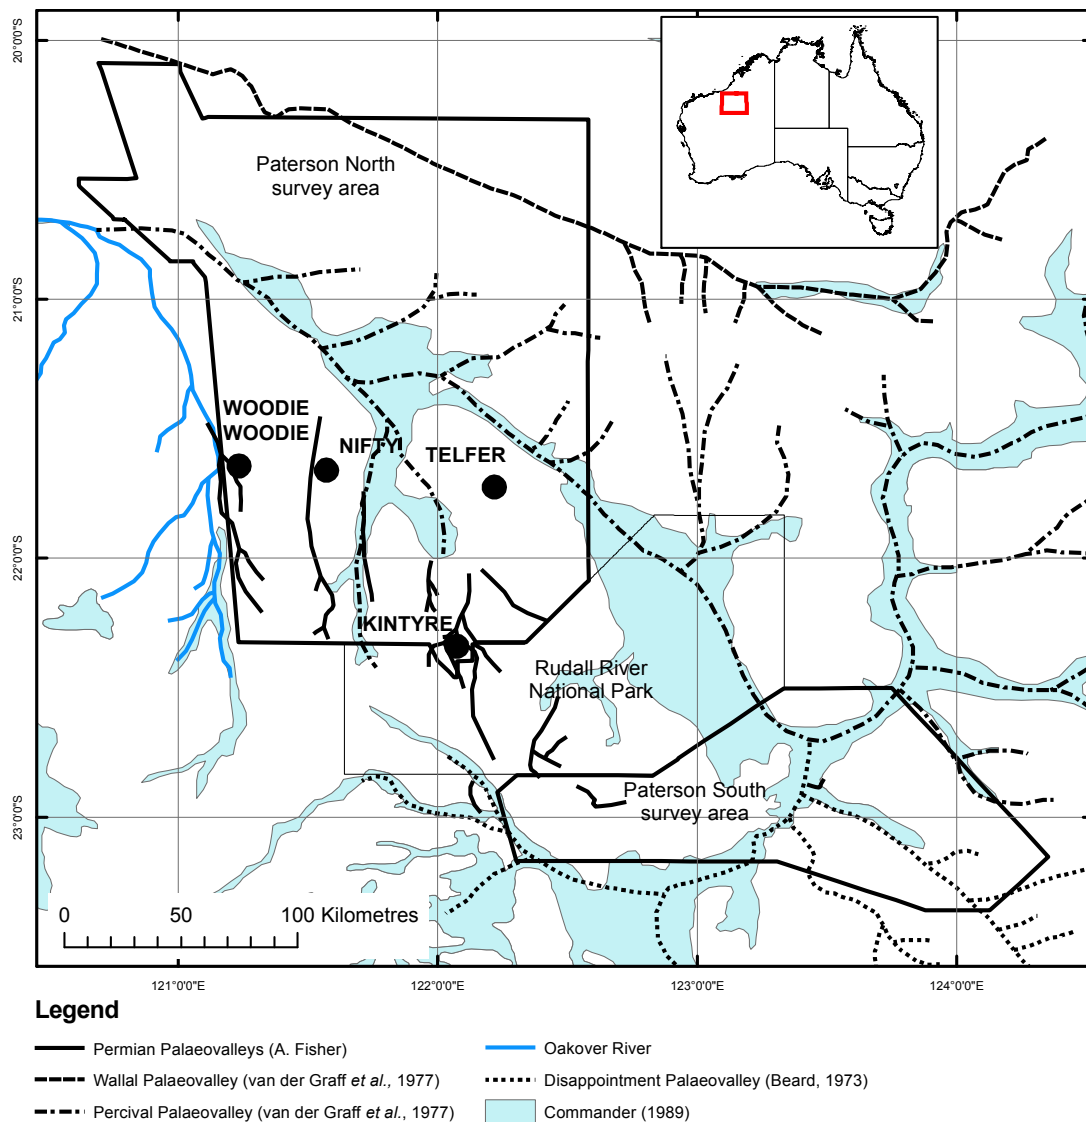 20°0'0"S
21°0'0"S
22°0'0"S
23°0'0"S
Paterson North
survey area
WOODIE
WOODIE
NIFTY
TELFER
KINTYRE
Rudall River
National Park
Paterson South
survey area
0 50 100 Kilometres
121°0'0"E 122°0'0"E 123°0'0"E 124°0'0"E
Legend
Permian Palaeovalleys (A. Fisher)
Wallal Palaeovalley (van der Graff et al., 1977)
Percival Palaeovalley (van der Graff et al., 1977)
Oakover River
Disappointment Palaeovalley (Beard, 1973)
Commander (1989)